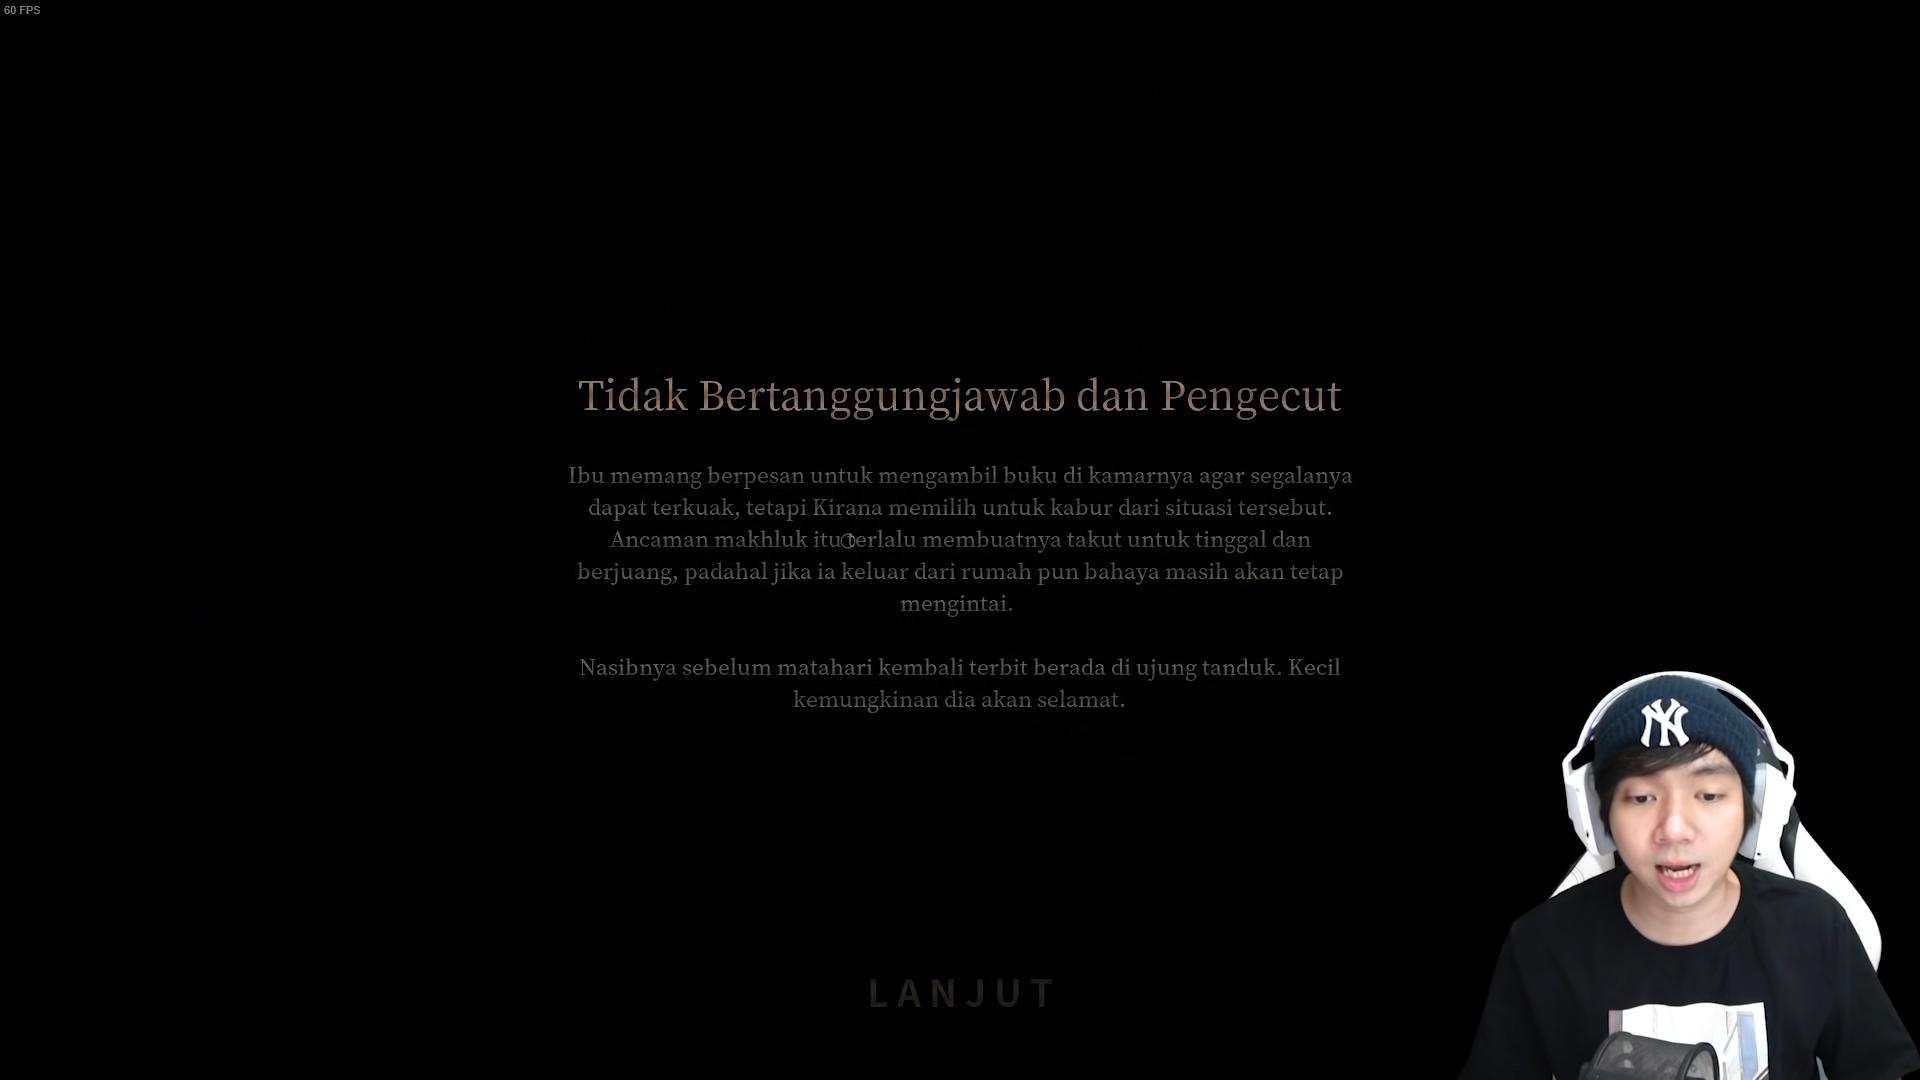 60 FPS
Tidak Bertanggungjawab dan Pengecut
Ibu memang berpesan untuk mengambil buku di kamarnya agar segalanya
dapat terkuak, tetapi Kirana memilih untuk kabur dari situasi tersebut.
Ancaman makhluk itu terlalu membuatnya takut untuk tinggal dan
berjuang, padahal jika ia keluar dari rumah pun bahaya masih akan tetap
mengintai.
Nasibnya sebelum matahari kembali terbit berada di ujung tanduk. Kecil
kemungkinan dia akan selamat.
NY
LANJUT